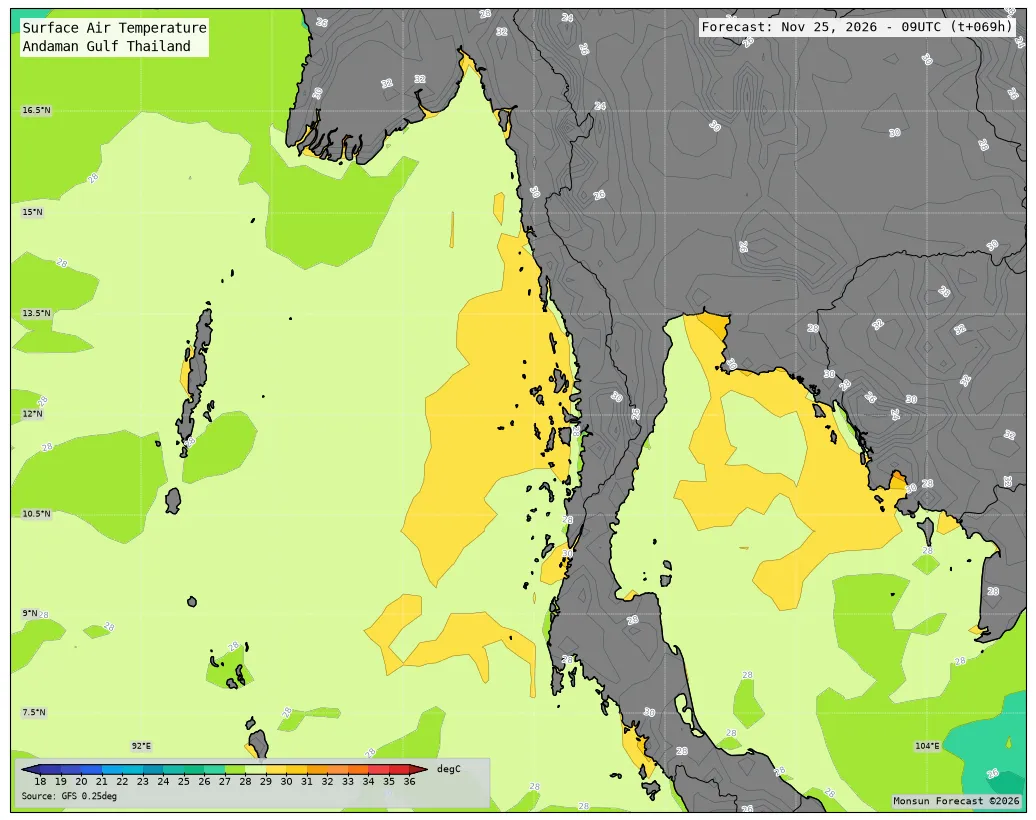 Surface Air Temperature
Andaman Gulf Thailand
Forecast: Nov 25, 2026 - 09UTC (t+069h)
16.5°N
15°N
13.5°N
12°N
10.5°N
9°N
7.5°N
92°E
104°E
18 19 20 21 22 23 24 25 26 27 28 29 30 31 32 33 34 35 36
degC
Source: GFS 0.25deg
Monsun Forecast ©2026